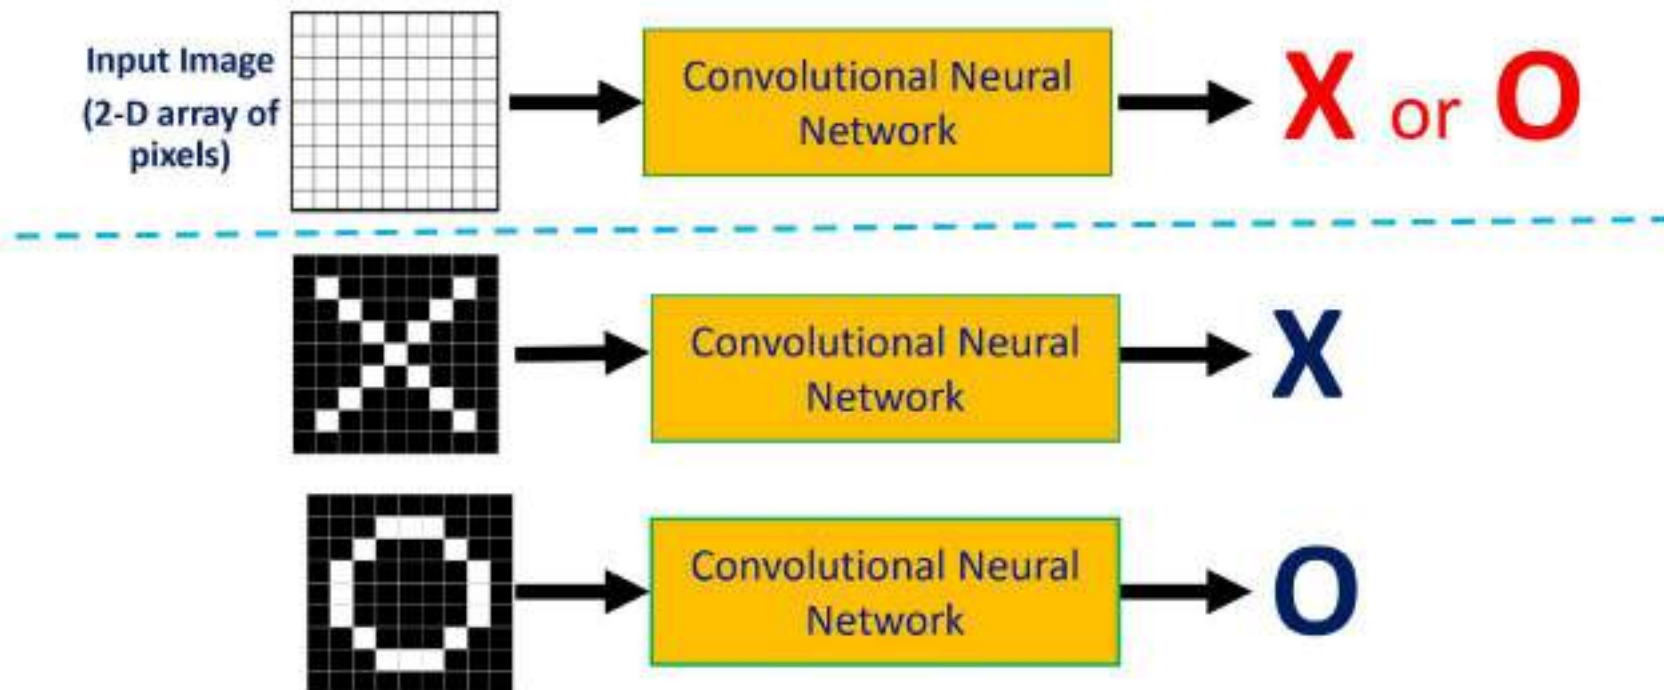 Input Image
(2-D array of
pixels)
Convolutional Neural
Network
X or O
Convolutional Neural
Network
X
Convolutional Neural
Network
O